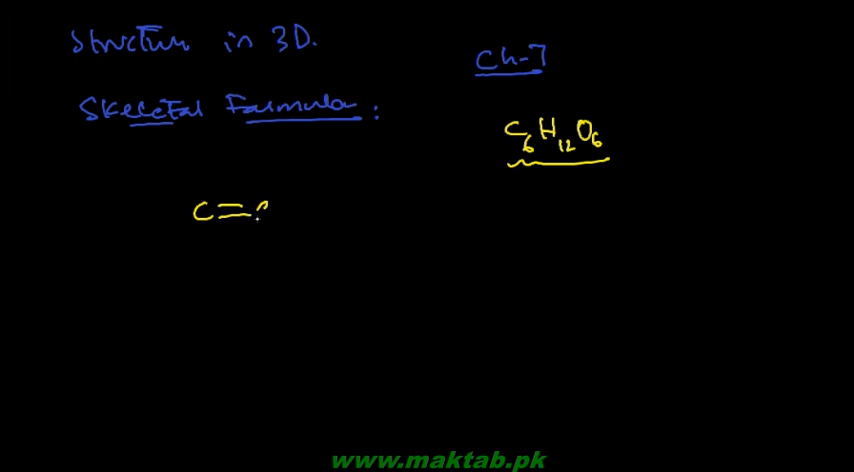 Structure in 3D.
Ch-7
Skeletal Formula :
C₆H₁₂O₆
C=
www.maktab.pk